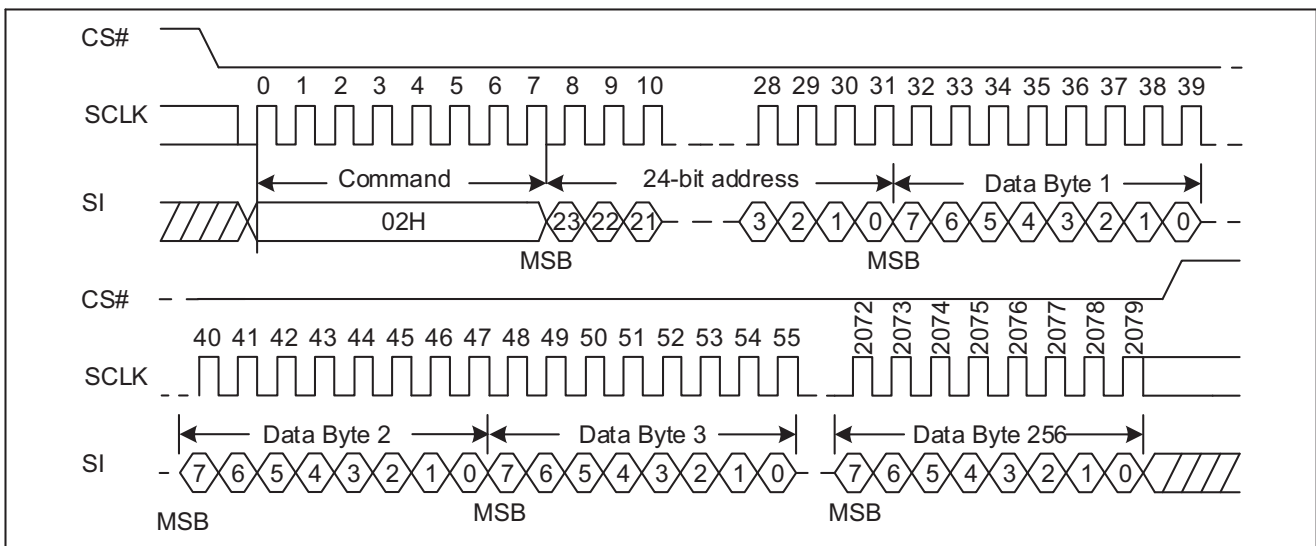 CS#
0 1 2 3 4 5 6 7 8 9 10 28 29 30 31 32 33 34 35 36 37 38 39
SCLK
Command 24-bit address Data Byte 1
SI
02H 23 22 21 3 2 1 0 7 6 5 4 3 2 1 0
MSB MSB
CS#
40 41 42 43 44 45 46 47 48 49 50 51 52 53 54 55 2072 2073 2074 2075 2076 2077 2078 2079
SCLK
Data Byte 2 Data Byte 3 Data Byte 256
SI
7 6 5 4 3 2 1 0 7 6 5 4 3 2 1 0 7 6 5 4 3 2 1 0
MSB MSB MSB